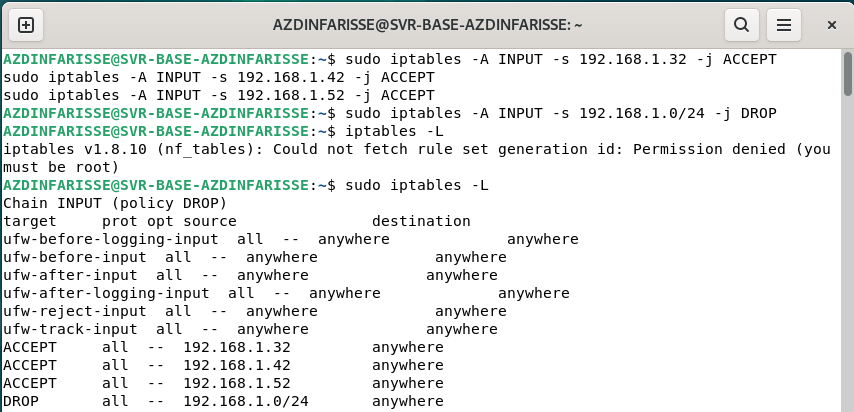 AZDINFARISSE@SVR-BASE-AZDINFARISSE: ~
AZDINFARISSE@SVR-BASE-AZDINFARISSE:~$ sudo iptables -A INPUT -s 192.168.1.32 -j ACCEPT
sudo iptables -A INPUT -s 192.168.1.42 -j ACCEPT
sudo iptables -A INPUT -s 192.168.1.52 -j ACCEPT
AZDINFARISSE@SVR-BASE-AZDINFARISSE:~$ sudo iptables -A INPUT -s 192.168.1.0/24 -j DROP
AZDINFARISSE@SVR-BASE-AZDINFARISSE:~$ iptables -L
iptables v1.8.10 (nf_tables): Could not fetch rule set generation id: Permission denied (you
must be root)
AZDINFARISSE@SVR-BASE-AZDINFARISSE:~$ sudo iptables -L
Chain INPUT (policy DROP)
target     prot opt source               destination
ufw-before-logging-input  all  --  anywhere             anywhere
ufw-before-input  all  --  anywhere             anywhere
ufw-after-input  all  --  anywhere             anywhere
ufw-after-logging-input  all  --  anywhere             anywhere
ufw-reject-input  all  --  anywhere             anywhere
ufw-track-input  all  --  anywhere             anywhere
ACCEPT     all  --  192.168.1.32         anywhere
ACCEPT     all  --  192.168.1.42         anywhere
ACCEPT     all  --  192.168.1.52         anywhere
DROP       all  --  192.168.1.0/24       anywhere